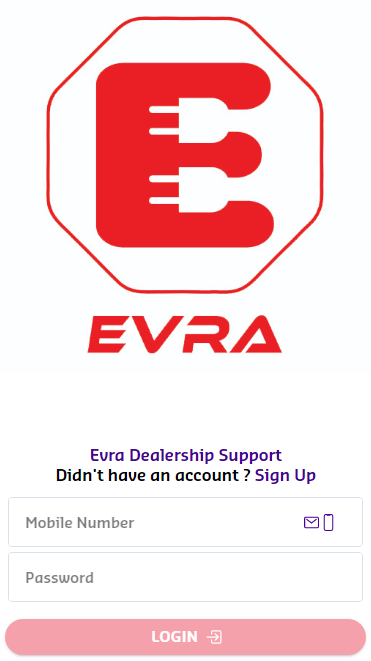 EVRA
Evra Dealership Support
Didn't have an account ? Sign Up
Mobile Number
Password
LOGIN